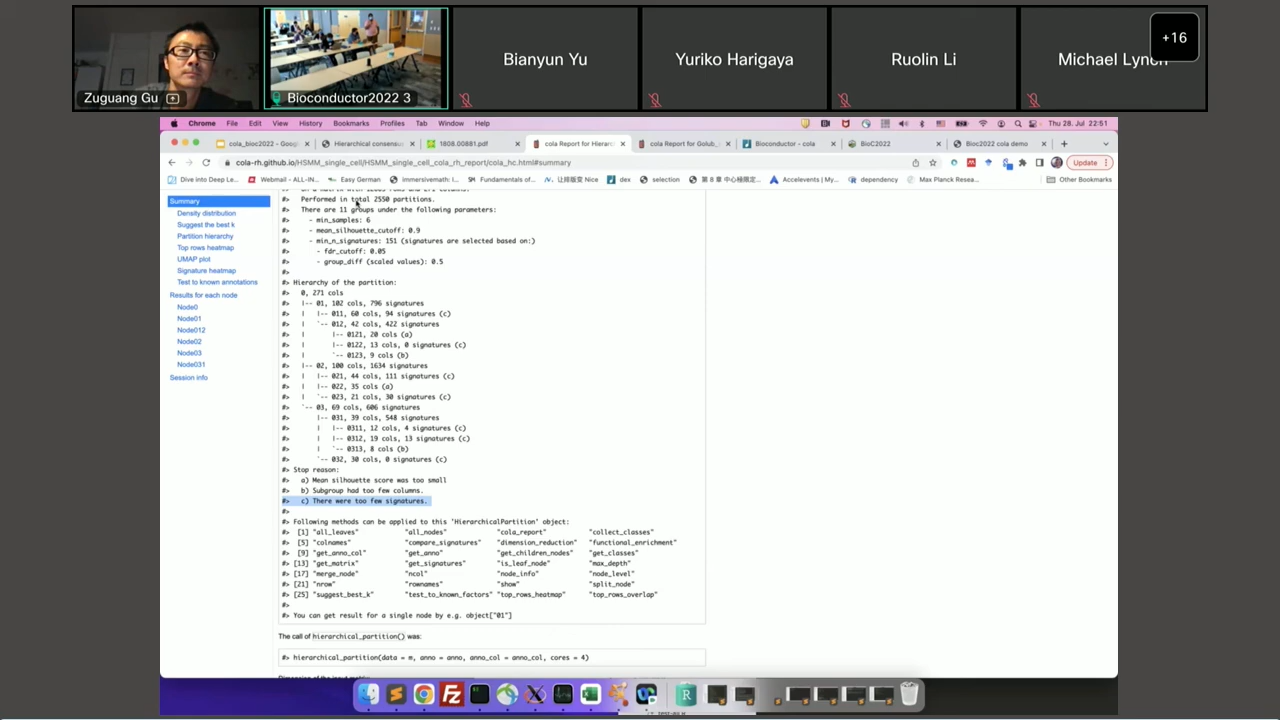 Zuguang Gu
Bioconductor2022 3
Bianyun Yu
Yuriko Harigaya
Ruolin Li
Michael Lynch
+16
Chrome File Edit View History Bookmarks Profiles Tab Window Help
Thu 28. Jul 22:51
cola_bioc2022 - Goog
Hierarchical consensus
1808.00881.pdf
cola Report for Hierarc
cola Report for Golub_
Bioconductor - cola
BioC2022
Bioc2022 cola demo
cola-rh.github.io/HSMM_single_cell/HSMM_single_cell_cola_rh_report/cola_hc.html#summary
Update
Dive into Deep Le...
Webmail - ALL-IN...
Easy German
immersivemath: I...
Fundamentals of...
Nice
dex
selection
Accelevents | My...
dependency
Max Planck Resea...
Other Bookmarks
Summary
Density distribution
Suggest the best k
Partition hierarchy
Top rows heatmap
UMAP plot
Signature heatmap
Test to known annotations
Results for each node
Node0
Node01
Node012
Node02
Node03
Node031
Session info
#> Performed in total 2550 partitions.
#> There are 11 groups under the following parameters:
#> - min_samples: 6
#> - mean_silhouette_cutoff: 0.9
#> - min_n_signatures: 151 (signatures are selected based on:)
#> - fdr_cutoff: 0.05
#> - group_diff (scaled values): 0.5
#>
#> Hierarchy of the partition:
#> 0, 271 cols
#> |-- 01, 102 cols, 796 signatures
#> | |-- 011, 60 cols, 94 signatures (c)
#> | `-- 012, 42 cols, 422 signatures
#> | |-- 0121, 20 cols (a)
#> | |-- 0122, 13 cols, 0 signatures (c)
#> | `-- 0123, 9 cols (b)
#> |-- 02, 100 cols, 1634 signatures
#> | |-- 021, 44 cols, 111 signatures (c)
#> | |-- 022, 35 cols (a)
#> | `-- 023, 21 cols, 30 signatures (c)
#> `-- 03, 69 cols, 606 signatures
#> |-- 031, 39 cols, 548 signatures
#> | |-- 0311, 12 cols, 4 signatures (c)
#> | |-- 0312, 19 cols, 13 signatures (c)
#> | `-- 0313, 8 cols (b)
#> `-- 032, 30 cols, 0 signatures (c)
#> Stop reason:
#> a) Mean silhouette score was too small
#> b) Subgroup had too few columns.
#> c) There were too few signatures.
#>
#> Following methods can be applied to this 'HierarchicalPartition' object:
#> [1] "all_leaves" "all_nodes" "cola_report" "collect_classes"
#> [5] "colnames" "compare_signatures" "dimension_reduction" "functional_enrichment"
#> [9] "get_anno_col" "get_anno" "get_children_nodes" "get_classes"
#> [13] "get_matrix" "get_signatures" "is_leaf_node" "max_depth"
#> [17] "merge_node" "ncol" "node_info" "node_level"
#> [21] "nrow" "rownames" "show" "split_node"
#> [25] "suggest_best_k" "test_to_known_factors" "top_rows_heatmap" "top_rows_overlap"
#>
#> You can get result for a single node by e.g. object["01"]
The call of hierarchical_partition() was:
#> hierarchical_partition(data = m, anno = anno, anno_col = anno_col, cores = 4)